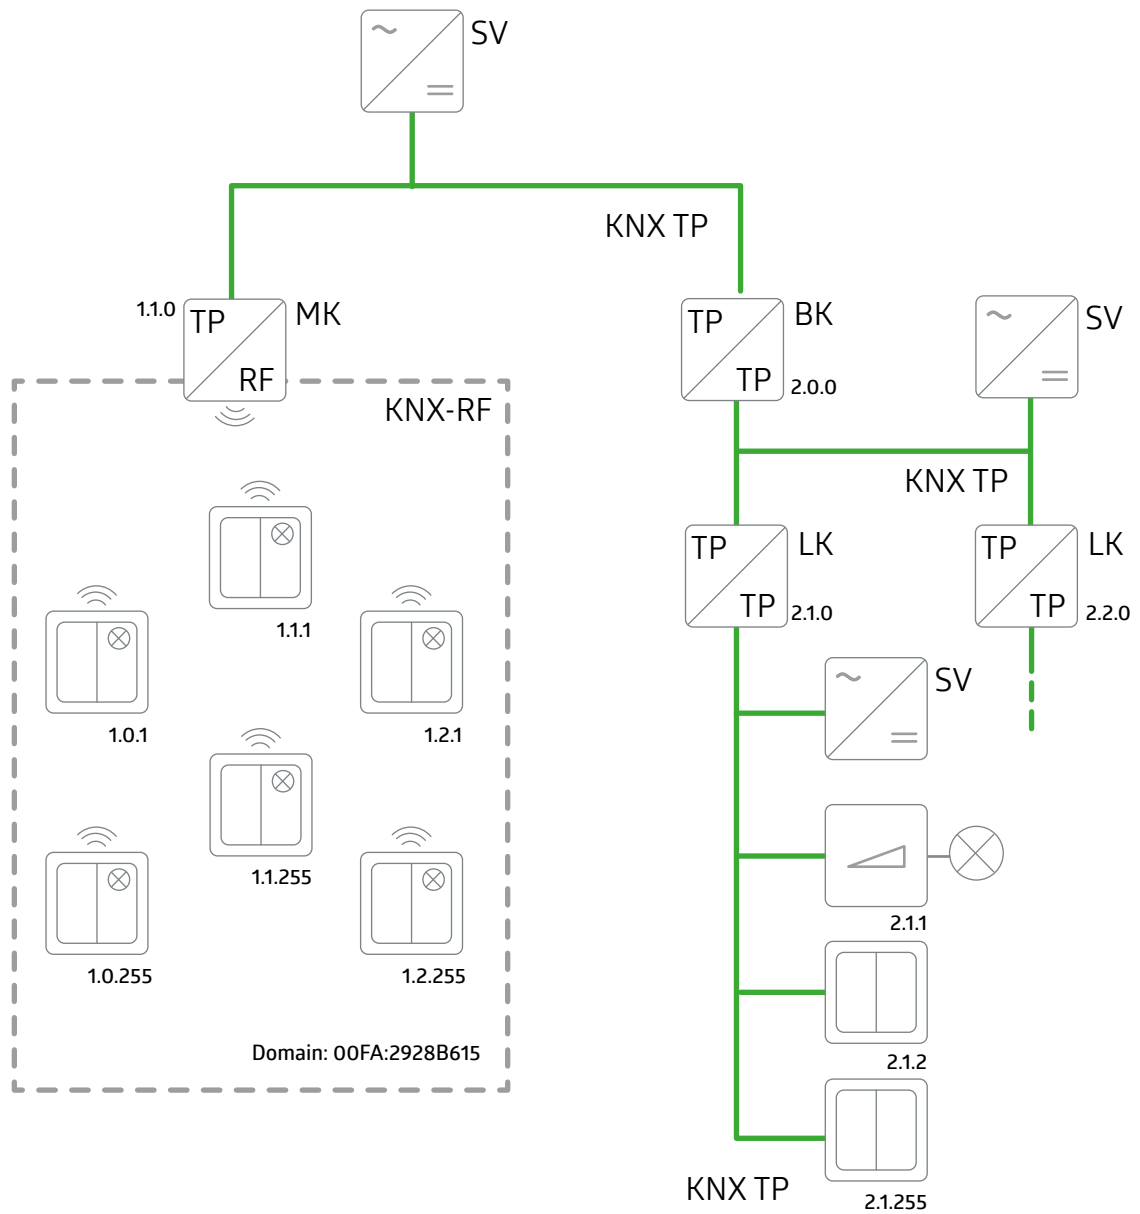 SV
KNX TP
1.1.0
TP
RF
MK
TP
TP
BK
2.0.0
SV
KNX-RF
KNX TP
TP
TP
LK
2.1.0
TP
TP
LK
2.2.0
1.1.1
1.0.1
1.2.1
SV
1.1.255
2.1.1
1.0.255
1.2.255
Domain: 00FA:2928B615
2.1.2
KNX TP
2.1.255